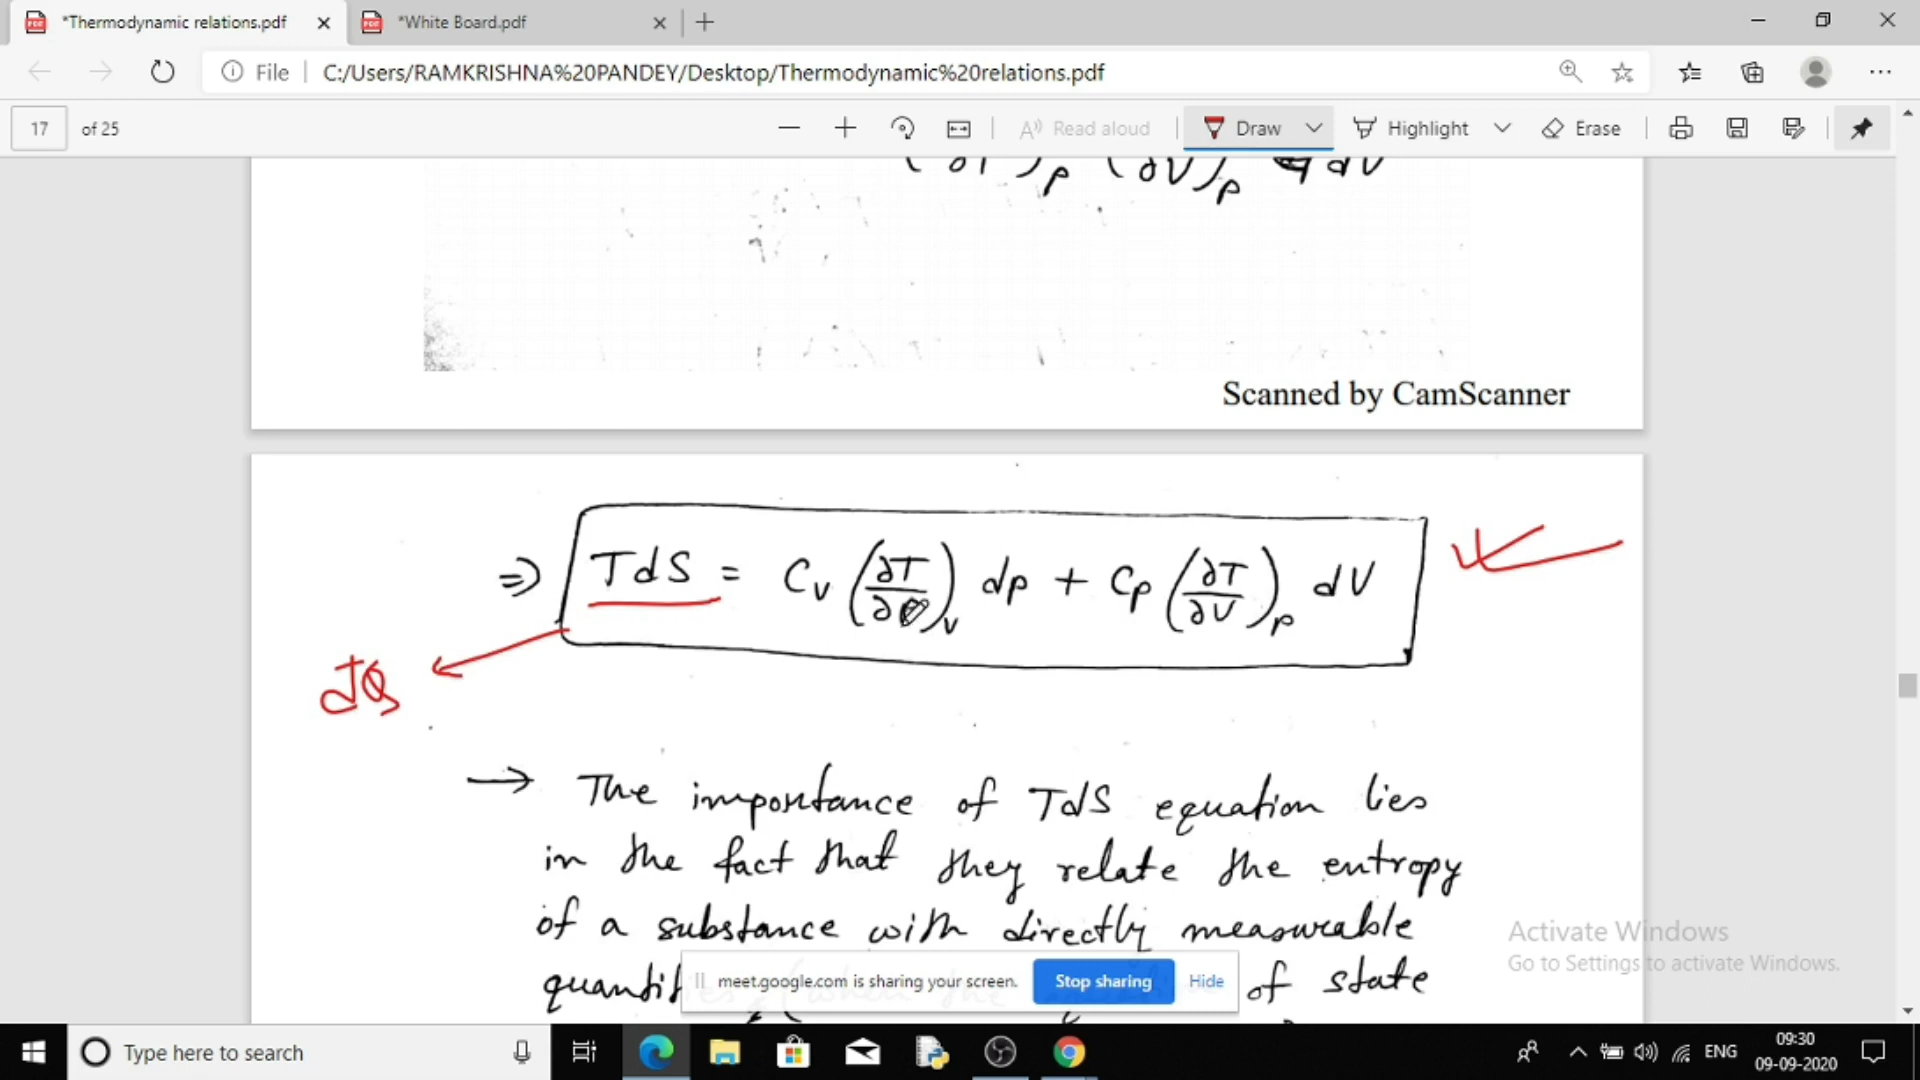 *Thermodynamic relations.pdf
*White Board.pdf
File C:/Users/RAMKRISHNA%20PANDEY/Desktop/Thermodynamic%20relations.pdf
17 of 25
Read aloud Draw Highlight Erase
Scanned by CamScanner
⇒ TdS = Cv (∂T/∂p)v dp + Cp (∂T/∂V)p dV
dQ
→ The importance of TdS equation lies
in the fact that they relate the entropy
of a substance with directly measurable
of state
meet.google.com is sharing your screen. Stop sharing Hide
Activate Windows
Go to Settings to activate Windows.
Type here to search
ENG
09:30
09-09-2020